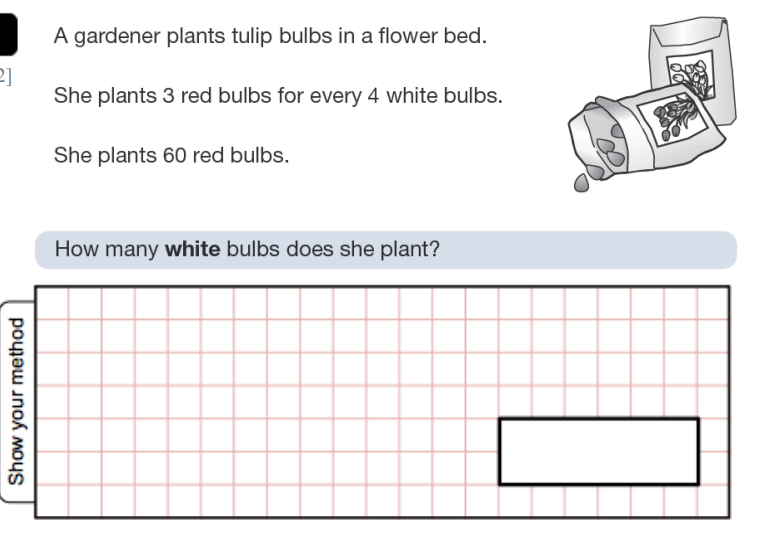 A gardener plants tulip bulbs in a flower bed.
2]
She plants 3 red bulbs for every 4 white bulbs.
She plants 60 red bulbs.
How many white bulbs does she plant?
Show your method